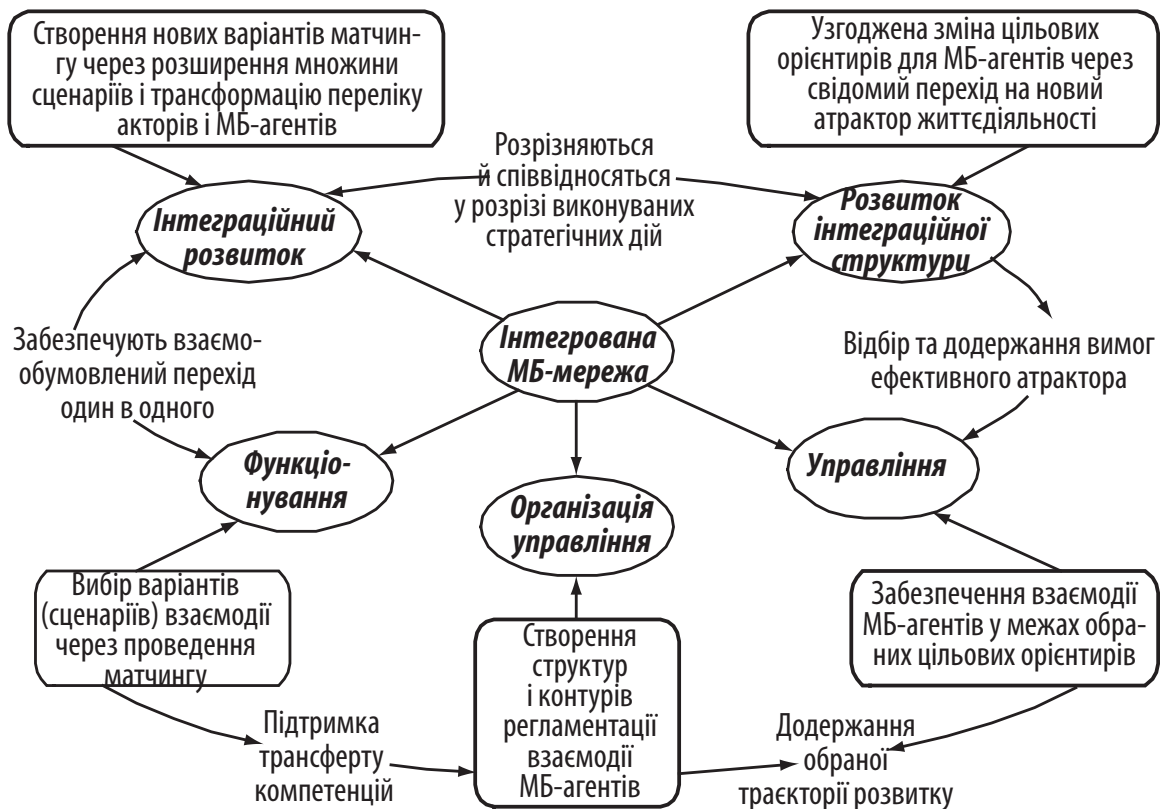 Створення нових варіантів матчин-
гу через розширення множини
сценаріїв і трансформацію переліку
акторів і МБ-агентів
Узгоджена зміна цільових
орієнтирів для МБ-агентів через
свідомий перехід на новий
атрактор життєдіяльності
Розрізняються
й співвідносяться
у розрізі виконуваних
стратегічних дій
Інтеграційний
розвиток
Розвиток
інтеграційної
структури
Забезпечують взаємо-
обумовлений перехід
один в одного
Інтегрована
МБ-мережа
Відбір та додержання вимог
ефективного атрактора
Функціо-
нування
Організація
управління
Управління
Вибір варіантів
(сценаріїв) взаємодії
через проведення
матчингу
Створення
структур
і контурів
регламентації
взаємодії
МБ-агентів
Забезпечення взаємодії
МБ-агентів у межах обра-
них цільових орієнтирів
Підтримка
трансферту
компетенцій
Додержання
обраної
траєкторії розвитку